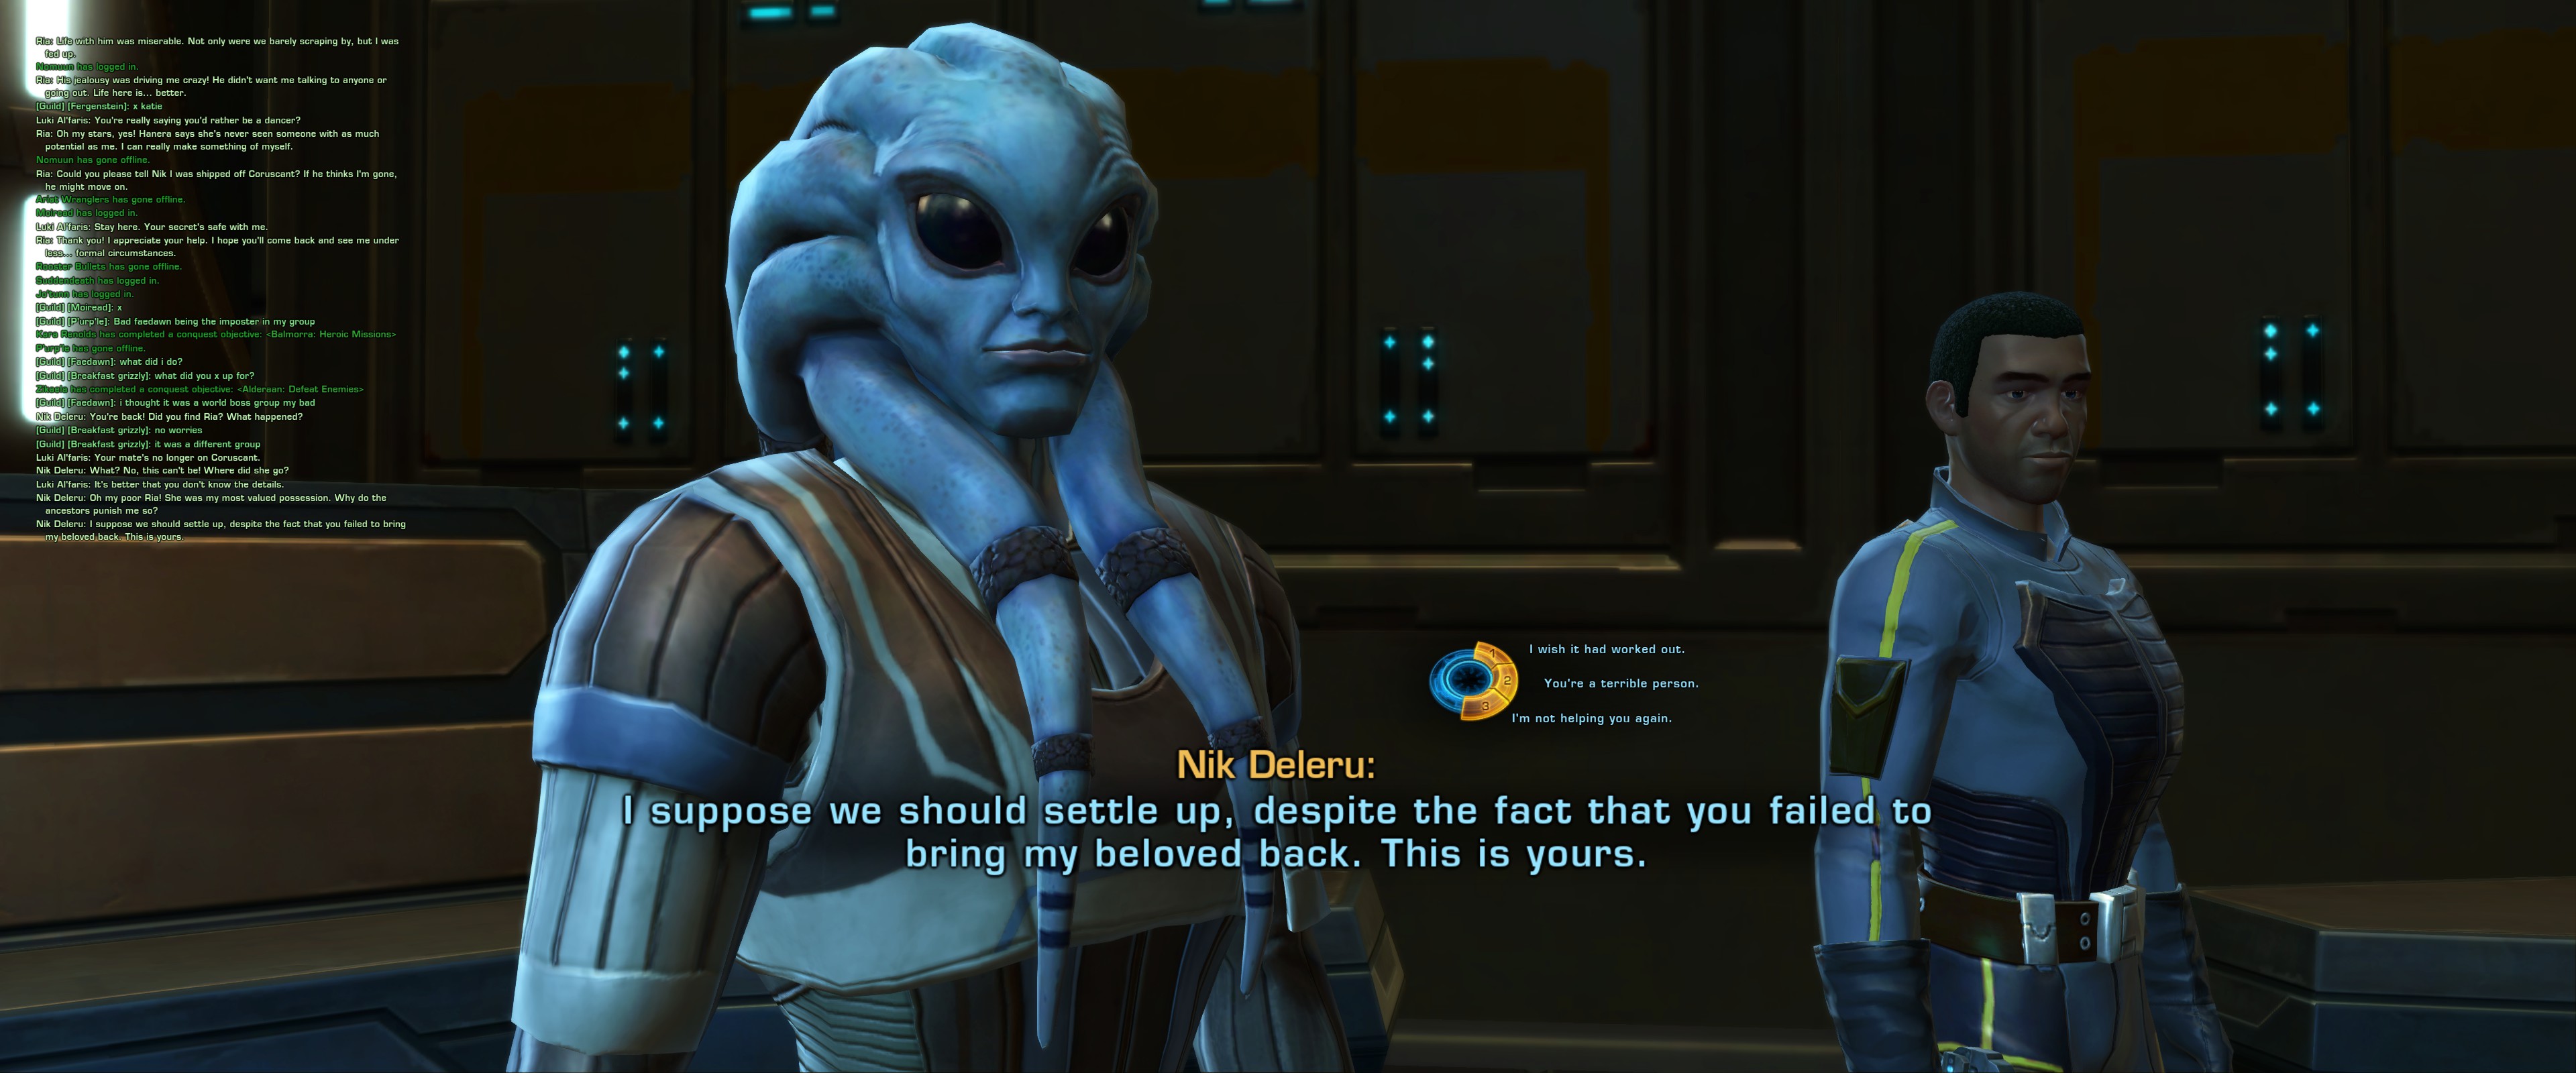 Ria: Life with him was miserable. Not only were we barely scraping by, but I was
fed up.
Nomuun has logged in.
Ria: His jealousy was driving me crazy! He didn't want me talking to anyone or
going out. Life here is... better.
[Guild] [Fergenstein]: x katie
Luki Al'faris: You're really saying you'd rather be a dancer?
Ria: Oh my stars, yes! Hanera says she's never seen someone with as much
potential as me. I can really make something of myself.
Nomuun has gone offline.
Ria: Could you please tell Nik I was shipped off Coruscant? If he thinks I'm gone,
he might move on.
Wranglers has gone offline.
Moiread has logged in.
Luki Al'faris: Stay here. Your secret's safe with me.
Ria: Thank you! I appreciate your help. I hope you'll come back and see me under
less... formal circumstances.
Rooster Bullets has gone offline.
Suddendeath has logged in.
Jo'tunn has logged in.
[Guild] [Moiread]: x
[Guild] [P'urp'le]: Bad faedawn being the imposter in my group
Kara Renolds has completed a conquest objective: <Balmorra: Heroic Missions>
P'urp'le has gone offline.
[Guild] [Faedawn]: what did i do?
[Guild] [Breakfast grizzly]: what did you x up for?
has completed a conquest objective: <Alderaan: Defeat Enemies>
[Guild] [Faedawn]: i thought it was a world boss group my bad
Nik Deleru: You're back! Did you find Ria? What happened?
[Guild] [Breakfast grizzly]: no worries
[Guild] [Breakfast grizzly]: it was a different group
Luki Al'faris: Your mate's no longer on Coruscant.
Nik Deleru: What? No, this can't be! Where did she go?
Luki Al'faris: It's better that you don't know the details.
Nik Deleru: Oh my poor Ria! She was my most valued possession. Why do the
ancestors punish me so?
Nik Deleru: I suppose we should settle up, despite the fact that you failed to bring
my beloved back. This is yours.
1 I wish it had worked out.
2 You're a terrible person.
3 I'm not helping you again.
Nik Deleru:
I suppose we should settle up, despite the fact that you failed to
bring my beloved back. This is yours.